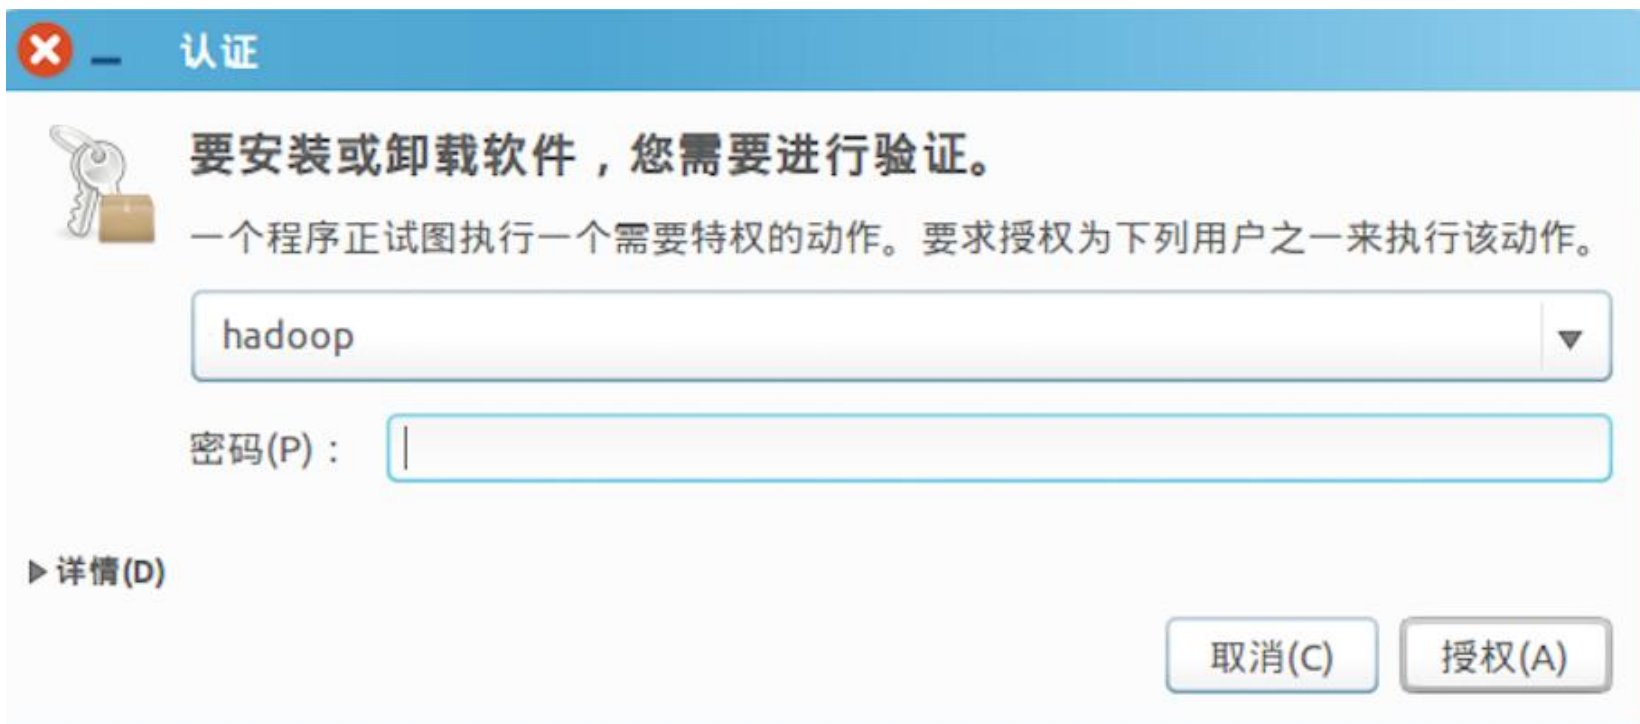 认证
要安装或卸载软件，您需要进行验证。
一个程序正试图执行一个需要特权的动作。要求授权为下列用户之一来执行该动作。
hadoop
密码(P)：
详情(D)
取消(C) 授权(A)